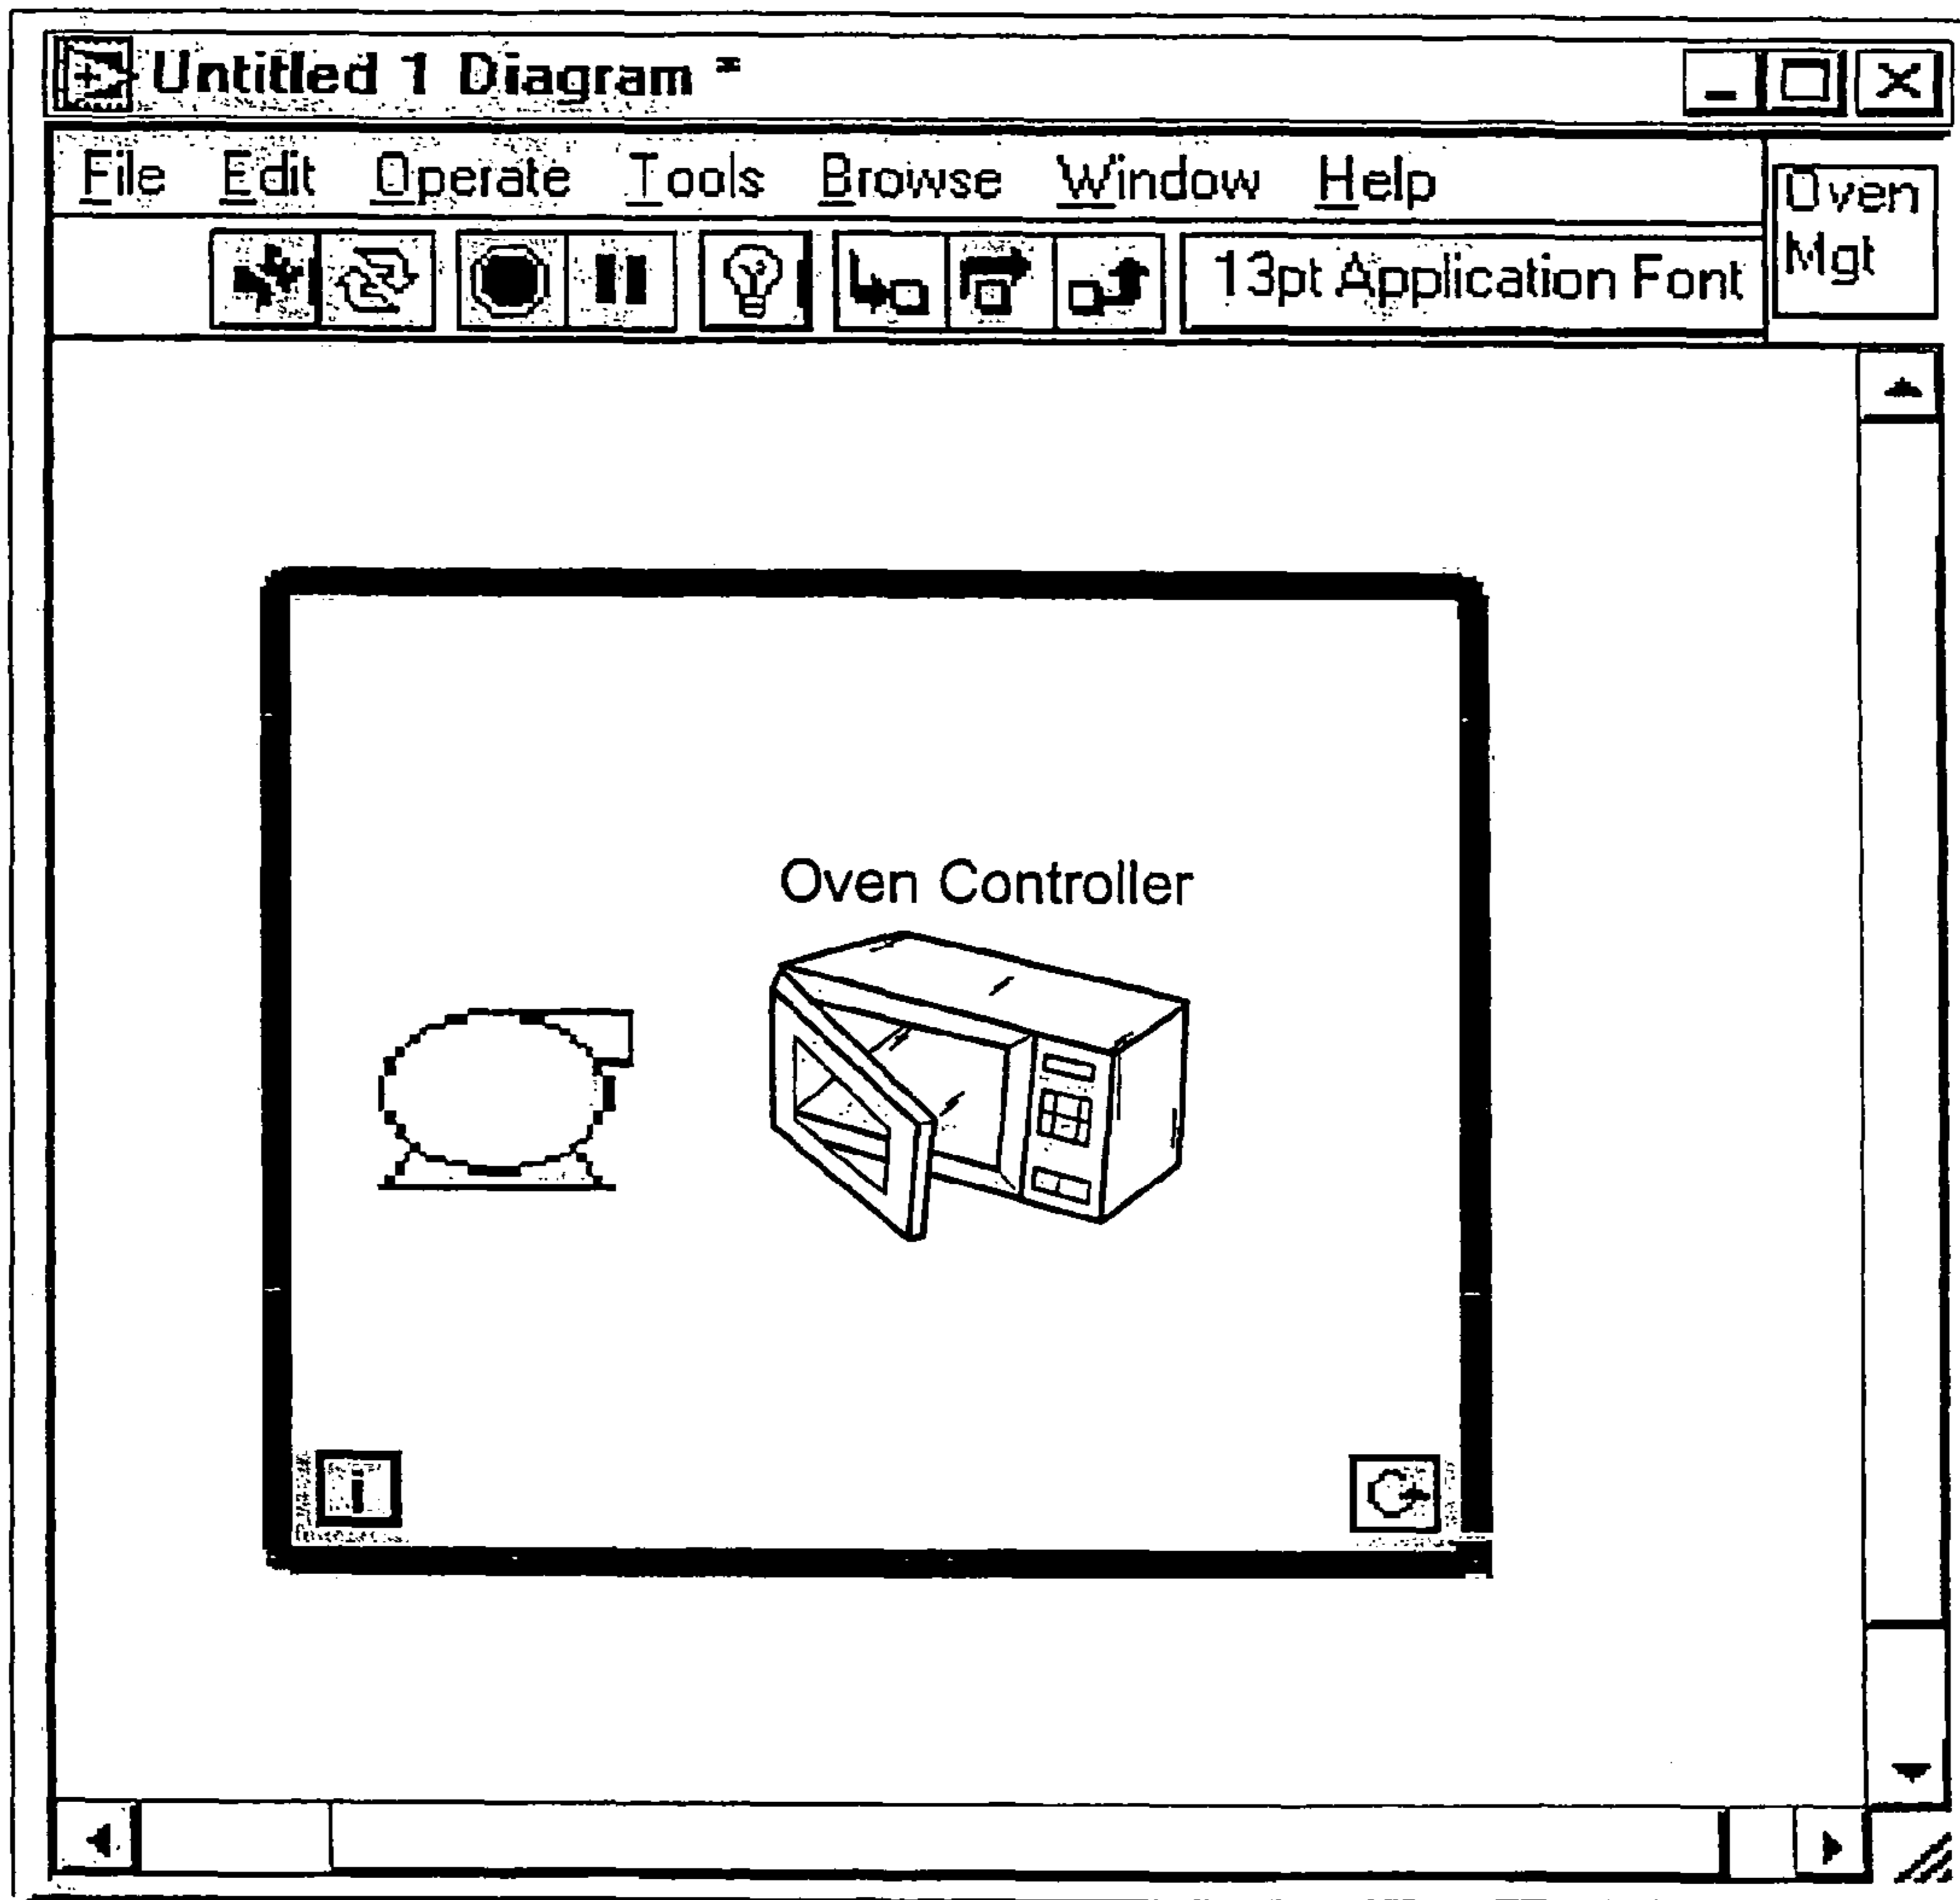 Untitled 1 Diagram *
File Edit Operate Tools Browse Window Help
Oven
Mgt
13pt Application Font
Oven Controller
i